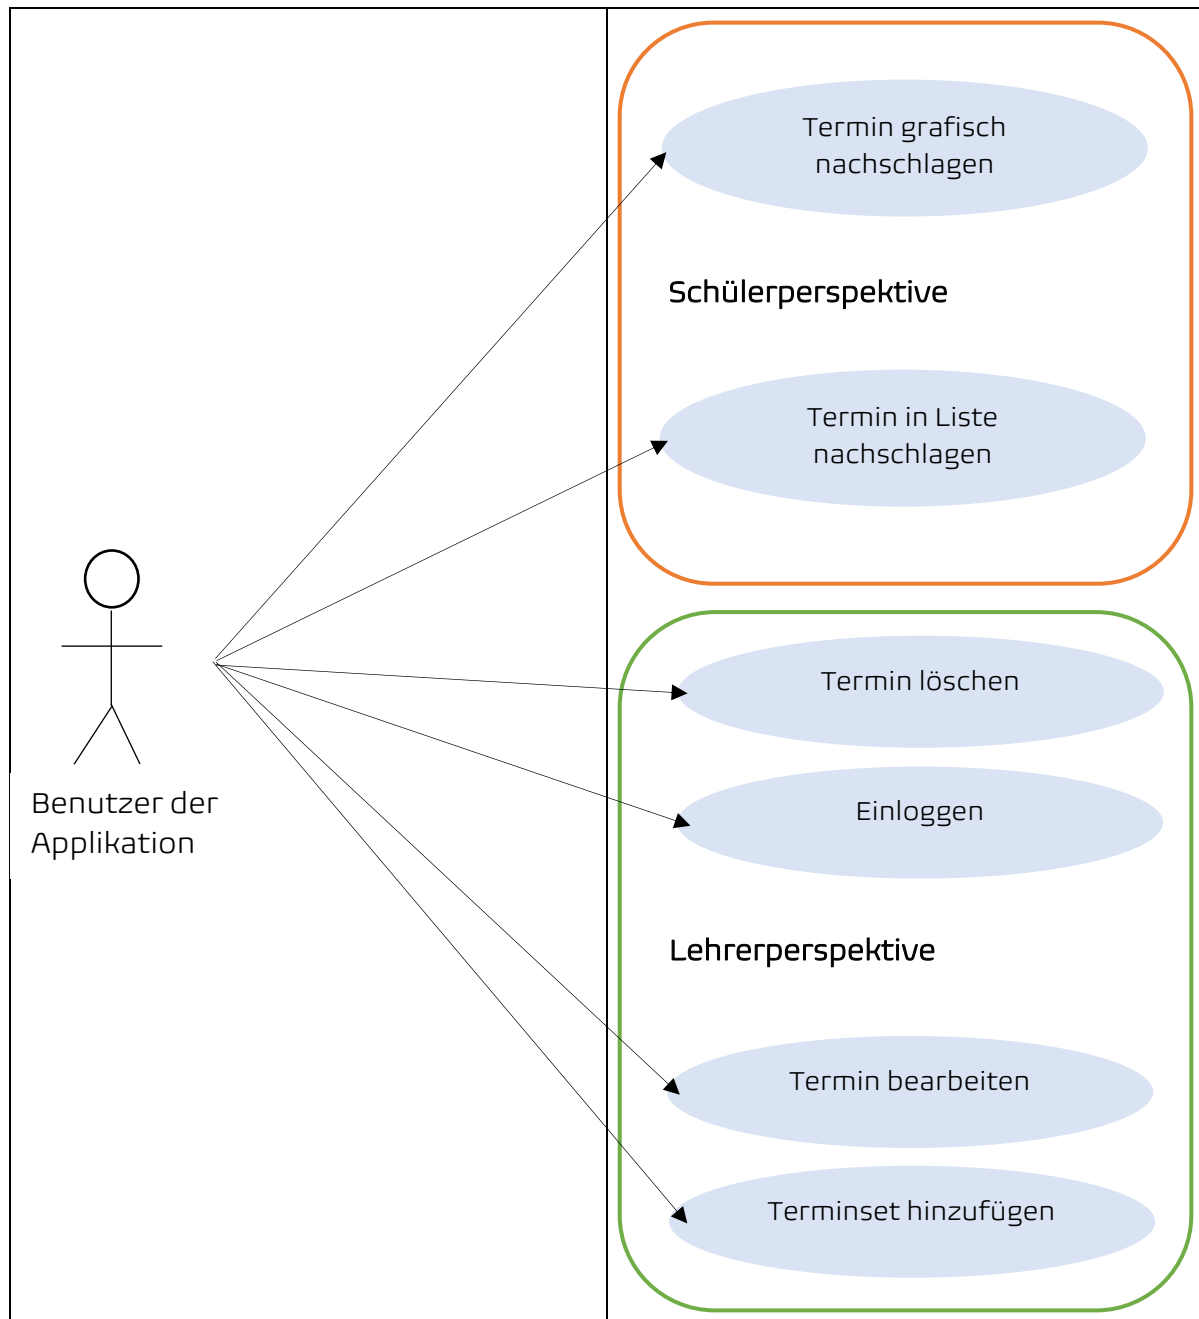 Termin grafisch
nachschlagen
Schülerperspektive
Termin in Liste
nachschlagen
Benutzer der
Applikation
Termin löschen
Einloggen
Lehrerperspektive
Termin bearbeiten
Terminset hinzufügen